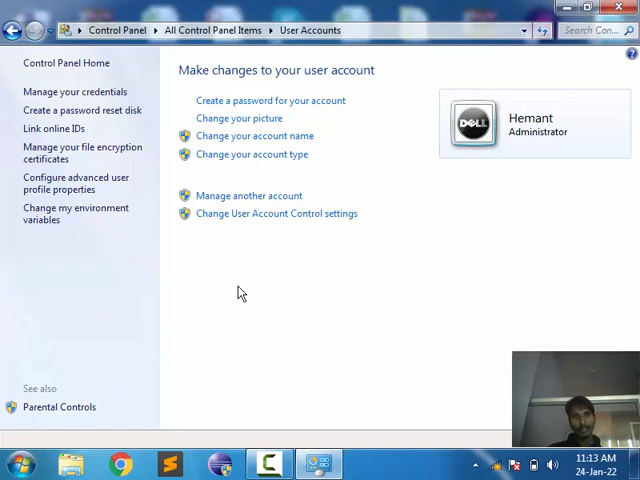 Control Panel
All Control Panel Items
User Accounts
Search Con...
Control Panel Home
Manage your credentials
Create a password reset disk
Link online IDs
Manage your file encryption
certificates
Configure advanced user
profile properties
Change my environment
variables
See also
Parental Controls
Make changes to your user account
Create a password for your account
Change your picture
Change your account name
Change your account type
Manage another account
Change User Account Control settings
DELL
Hemant
Administrator
11:13 AM
24-Jan-22